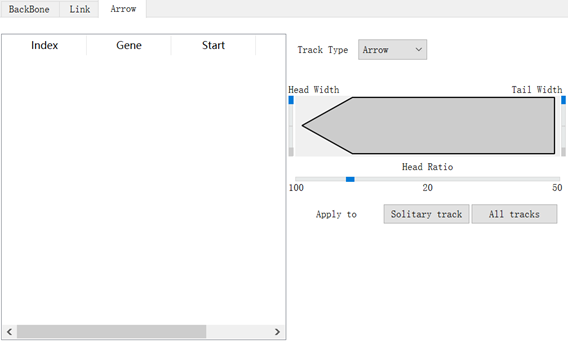 BackBone Link Arrow
Index Gene Start
Track Type Arrow
Head Width Tail Width
Head Ratio
100 20 50
Apply to Solitary track All tracks